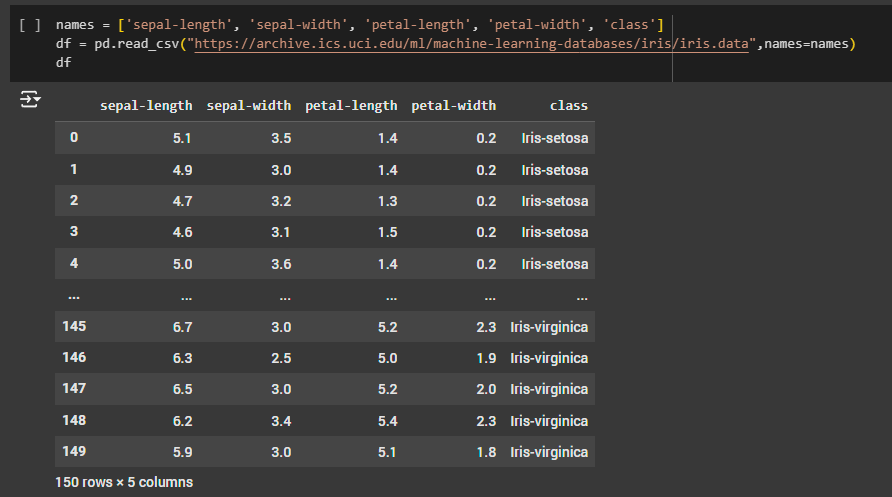 [ ] names = ['sepal-length', 'sepal-width', 'petal-length', 'petal-width', 'class']
df = pd.read_csv("https://archive.ics.uci.edu/ml/machine-learning-databases/iris/iris.data",names=names)
df
sepal-length sepal-width petal-length petal-width class
0 5.1 3.5 1.4 0.2 Iris-setosa
1 4.9 3.0 1.4 0.2 Iris-setosa
2 4.7 3.2 1.3 0.2 Iris-setosa
3 4.6 3.1 1.5 0.2 Iris-setosa
4 5.0 3.6 1.4 0.2 Iris-setosa
... ... ... ... ... ...
145 6.7 3.0 5.2 2.3 Iris-virginica
146 6.3 2.5 5.0 1.9 Iris-virginica
147 6.5 3.0 5.2 2.0 Iris-virginica
148 6.2 3.4 5.4 2.3 Iris-virginica
149 5.9 3.0 5.1 1.8 Iris-virginica
150 rows × 5 columns